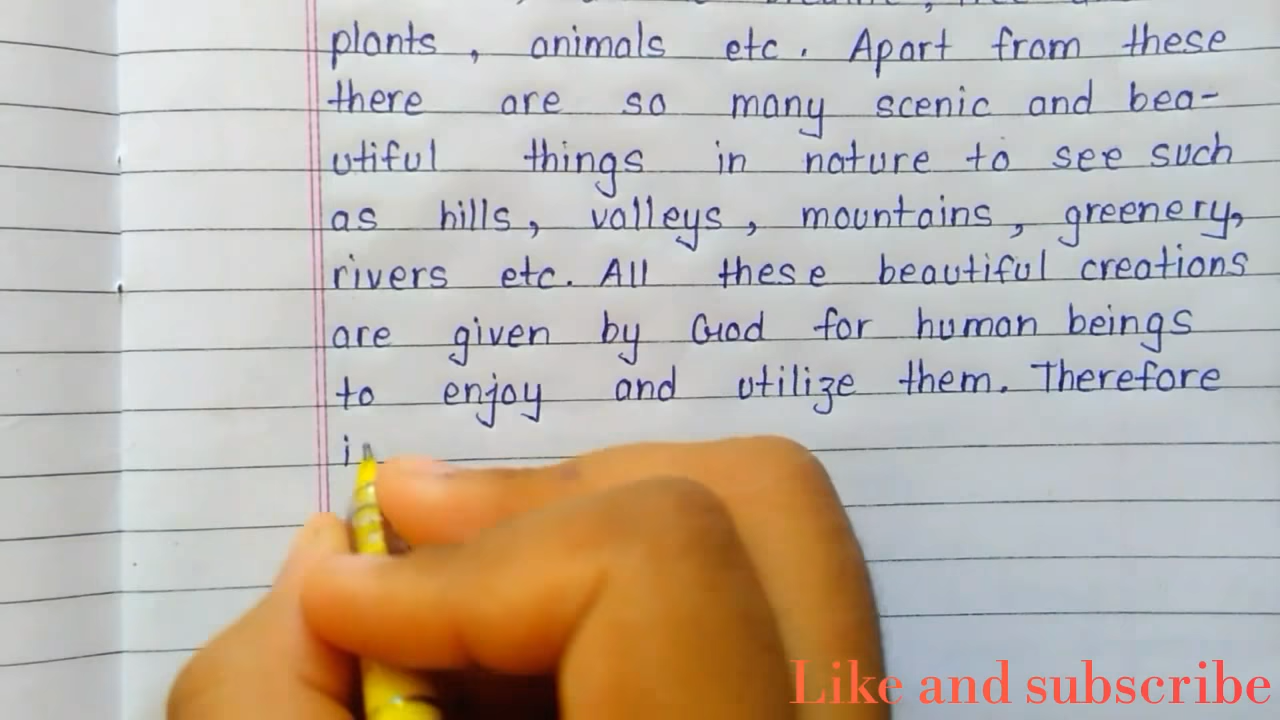 plants, animals etc. Apart from these
there are so many scenic and bea-
utiful things in nature to see such
as hills, valleys, mountains, greenery,
rivers etc. All these beautiful creations
are given by God for human beings
to enjoy and utilize them. Therefore
i
Like and subscribe